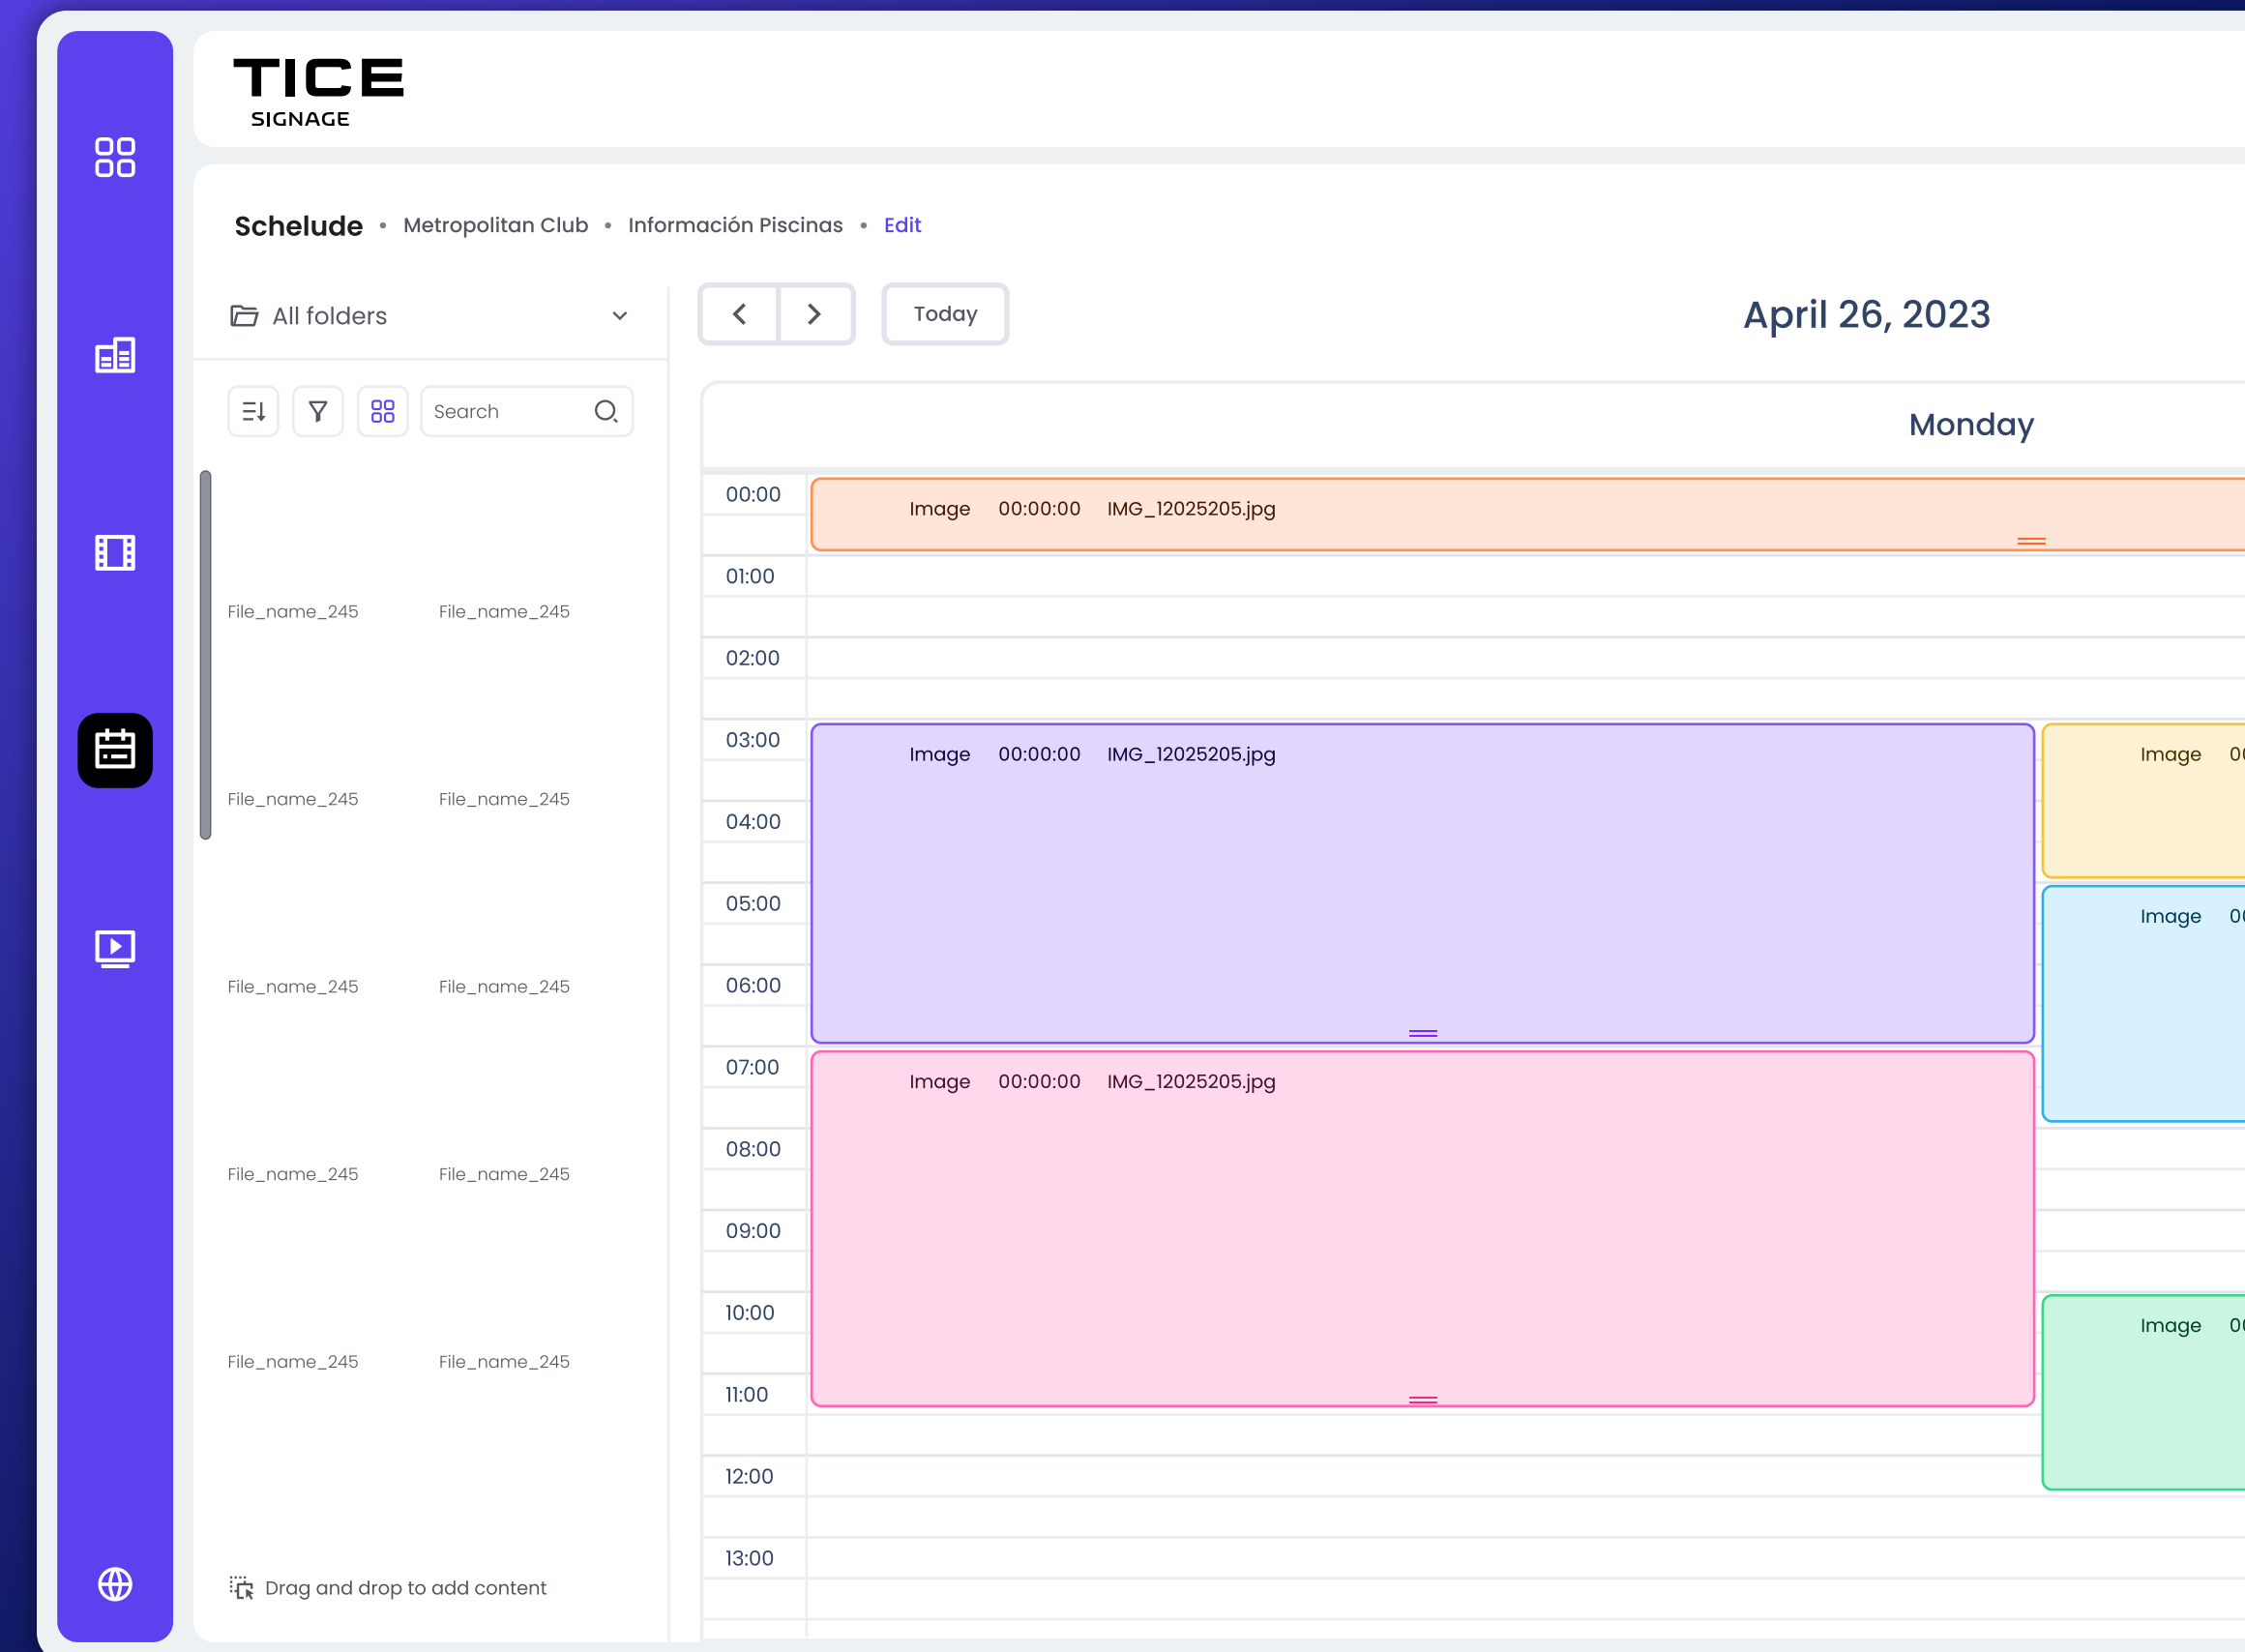 TICE
SIGNAGE
Schelude • Metropolitan Club • Información Piscinas • Edit
All folders
Today
April 26, 2023
Search
Monday
00:00
Image 00:00:00 IMG_12025205.jpg
01:00
File_name_245 File_name_245
02:00
03:00
Image 00:00:00 IMG_12025205.jpg
Image
File_name_245 File_name_245
04:00
05:00
Image
File_name_245 File_name_245
06:00
07:00
Image 00:00:00 IMG_12025205.jpg
08:00
File_name_245 File_name_245
09:00
10:00
Image
File_name_245 File_name_245
11:00
12:00
13:00
Drag and drop to add content